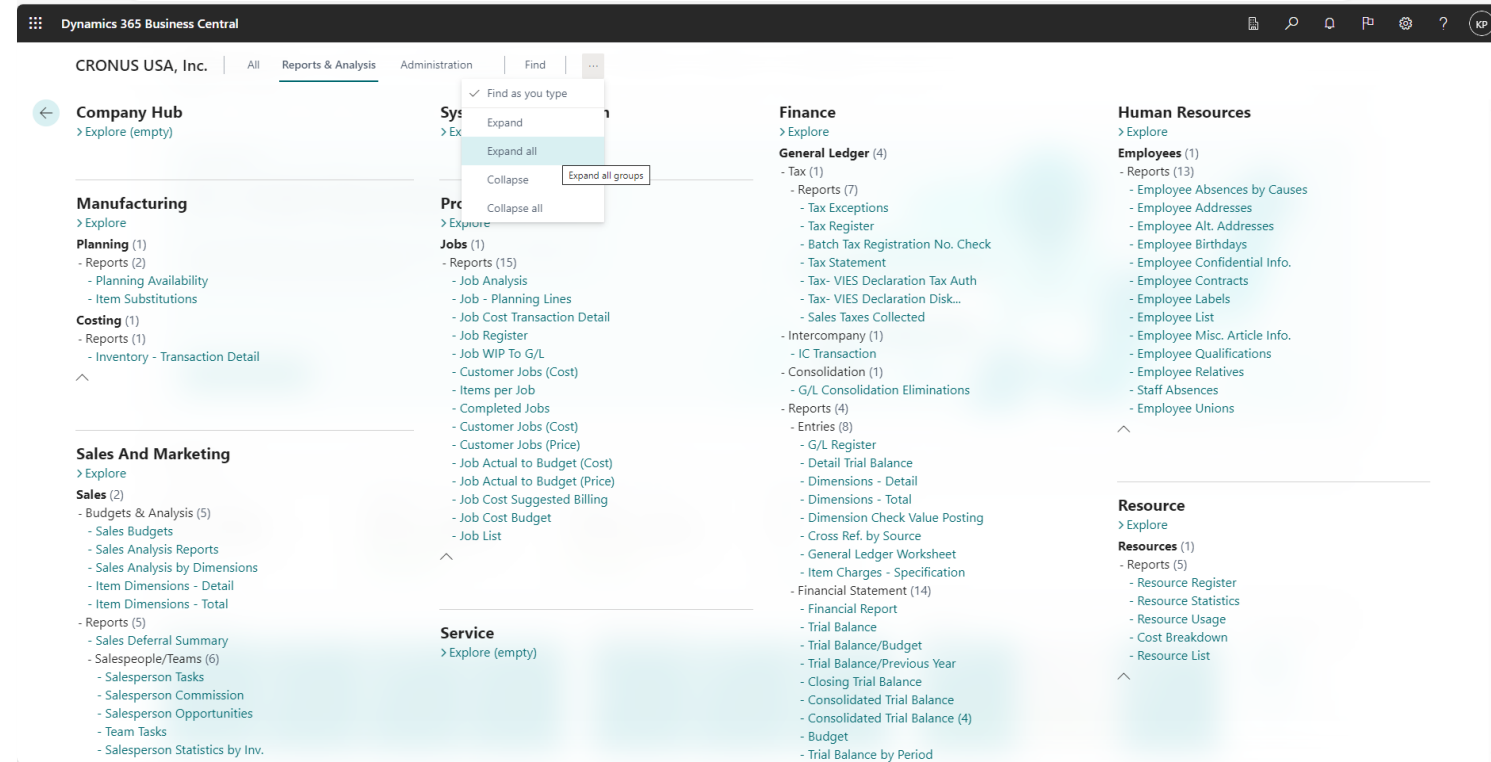 Dynamics 365 Business Central
? KP
CRONUS USA, Inc. All Reports & Analysis Administration Find ...
Find as you type
Expand
Expand all
Collapse
Collapse all
Expand all groups
Company Hub
> Explore (empty)
Manufacturing
> Explore
Planning (1)
- Reports (2)
- Planning Availability
- Item Substitutions
Costing (1)
- Reports (1)
- Inventory - Transaction Detail
Sales And Marketing
> Explore
Sales (2)
- Budgets & Analysis (5)
- Sales Budgets
- Sales Analysis Reports
- Sales Analysis by Dimensions
- Item Dimensions - Detail
- Item Dimensions - Total
- Reports (5)
- Sales Deferral Summary
- Salespeople/Teams (6)
- Salesperson Tasks
- Salesperson Commission
- Salesperson Opportunities
- Team Tasks
- Salesperson Statistics by Inv.
> Explore
Jobs (1)
- Reports (15)
- Job Analysis
- Job - Planning Lines
- Job Cost Transaction Detail
- Job Register
- Job WIP To G/L
- Customer Jobs (Cost)
- Items per Job
- Completed Jobs
- Customer Jobs (Cost)
- Customer Jobs (Price)
- Job Actual to Budget (Cost)
- Job Actual to Budget (Price)
- Job Cost Suggested Billing
- Job Cost Budget
- Job List
Service
> Explore (empty)
Finance
> Explore
General Ledger (4)
- Tax (1)
- Reports (7)
- Tax Exceptions
- Tax Register
- Batch Tax Registration No. Check
- Tax Statement
- Tax- VIES Declaration Tax Auth
- Tax- VIES Declaration Disk...
- Sales Taxes Collected
- Intercompany (1)
- IC Transaction
- Consolidation (1)
- G/L Consolidation Eliminations
- Reports (4)
- Entries (8)
- G/L Register
- Detail Trial Balance
- Dimensions - Detail
- Dimensions - Total
- Dimension Check Value Posting
- Cross Ref. by Source
- General Ledger Worksheet
- Item Charges - Specification
- Financial Statement (14)
- Financial Report
- Trial Balance
- Trial Balance/Budget
- Trial Balance/Previous Year
- Closing Trial Balance
- Consolidated Trial Balance
- Consolidated Trial Balance (4)
- Budget
- Trial Balance by Period
Human Resources
> Explore
Employees (1)
- Reports (13)
- Employee Absences by Causes
- Employee Addresses
- Employee Alt. Addresses
- Employee Birthdays
- Employee Confidential Info.
- Employee Contracts
- Employee Labels
- Employee List
- Employee Misc. Article Info.
- Employee Qualifications
- Employee Relatives
- Staff Absences
- Employee Unions
Resource
> Explore
Resources (1)
- Reports (5)
- Resource Register
- Resource Statistics
- Resource Usage
- Cost Breakdown
- Resource List